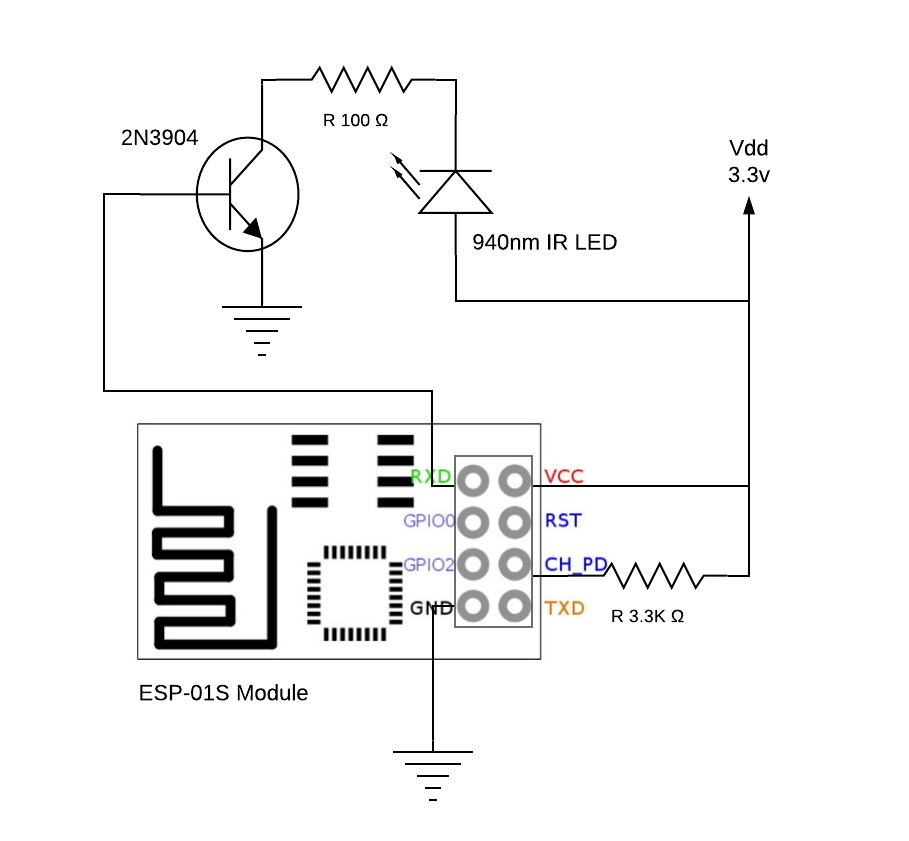 R 100 Ω
2N3904
Vdd
3.3v
940nm IR LED
RXD
VCC
GPIO0
RST
GPIO2
CH_PD
GND
TXD
R 3.3K Ω
ESP-01S Module